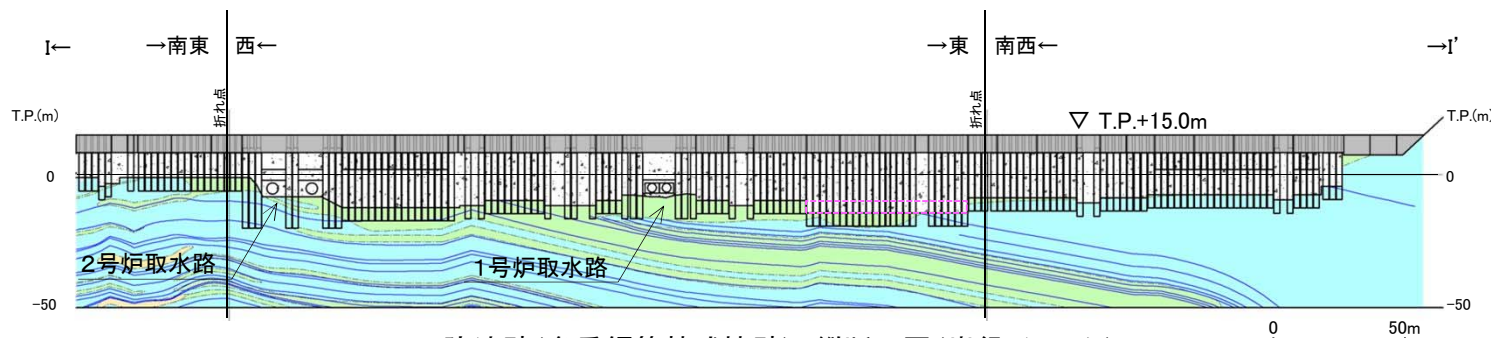 I←
→南東
西←
→東
南西←
→I’
折れ点
折れ点
T.P.(m)
▽ T.P.+15.0m
T.P.(m)
0
0
2号炉取水路
1号炉取水路
-50
-50
0
50m